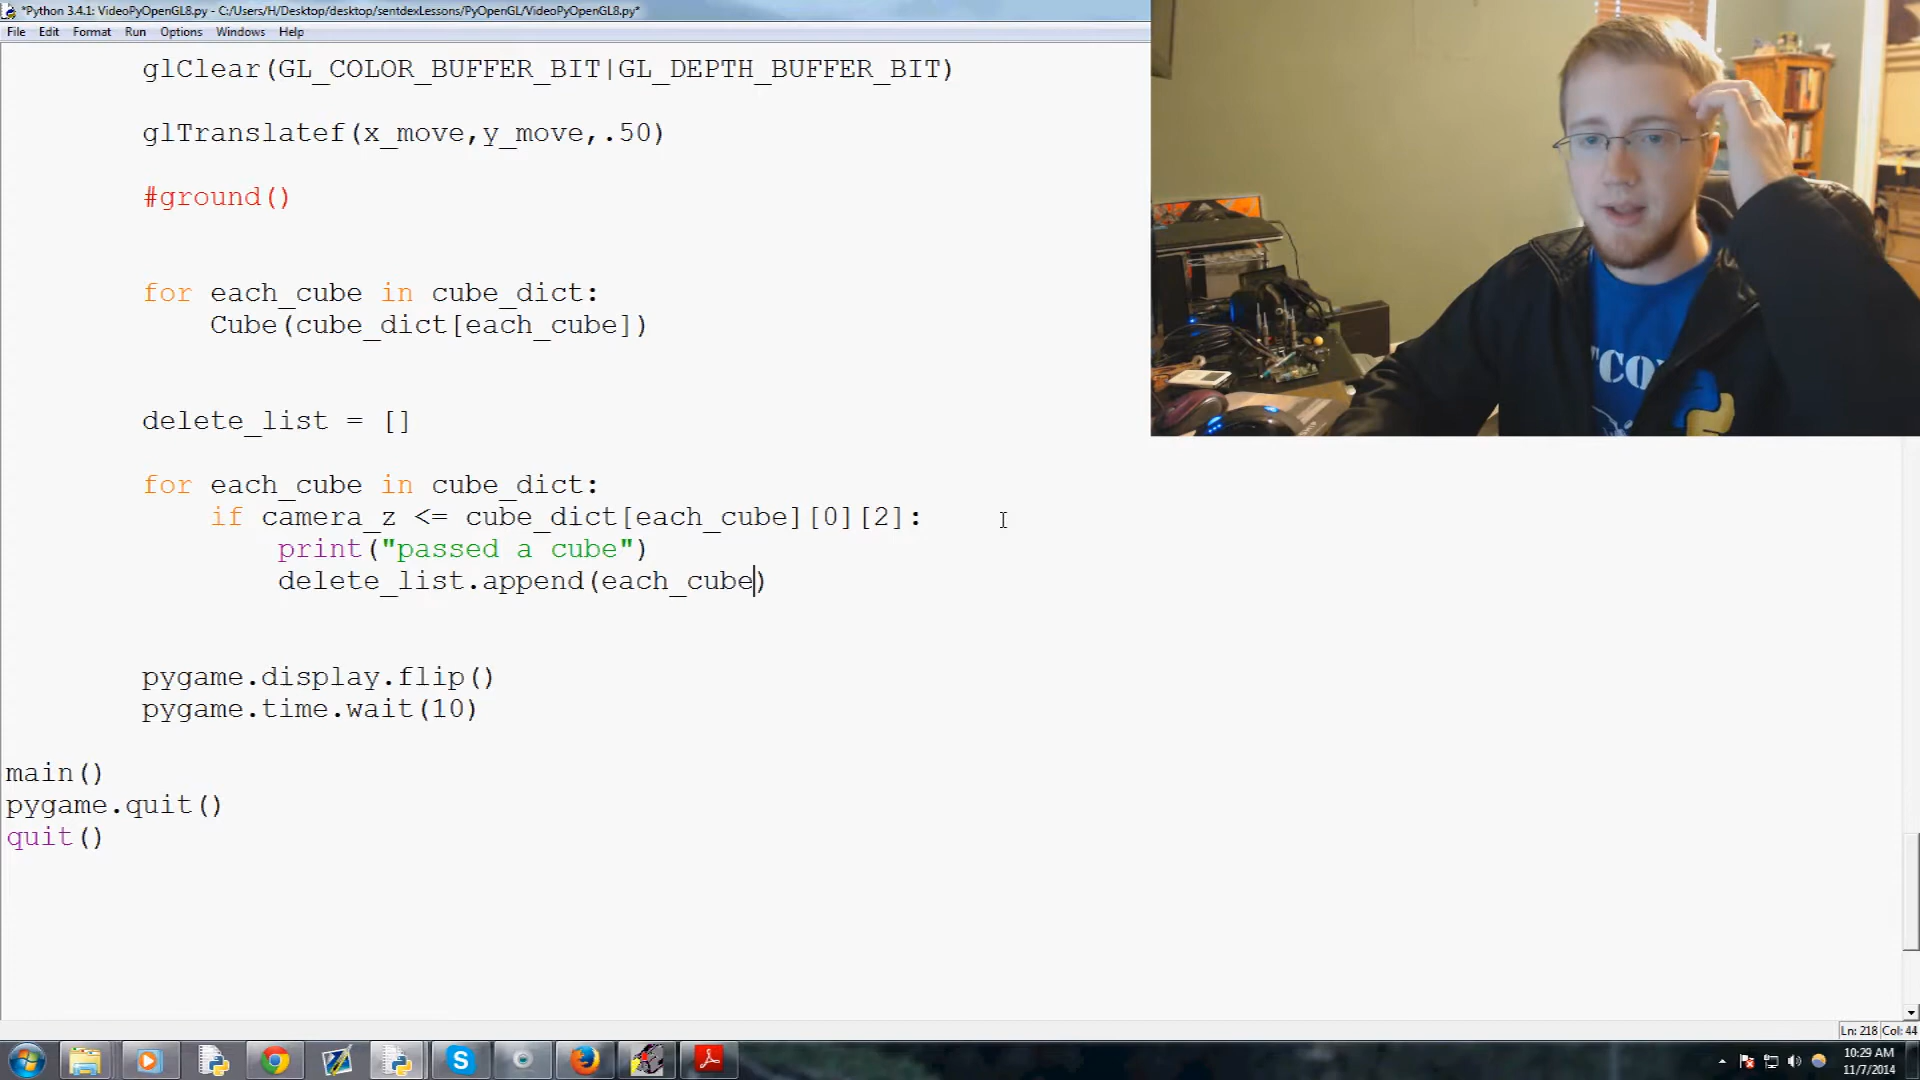 *Python 3.4.1: VideoPyOpenGL8.py - C:/Users/H/Desktop/desktop/sentdexLessons/PyOpenGL/VideoPyOpenGL8.py*
File Edit Format Run Options Windows Help
glClear(GL_COLOR_BUFFER_BIT|GL_DEPTH_BUFFER_BIT)
glTranslatef(x_move,y_move,.50)
#ground()
for each_cube in cube_dict:
Cube(cube_dict[each_cube])
delete_list = []
for each_cube in cube_dict:
if camera_z <= cube_dict[each_cube][0][2]:
print("passed a cube")
delete_list.append(each_cube)
pygame.display.flip()
pygame.time.wait(10)
main()
pygame.quit()
quit()
Ln: 218 Col: 44
10:29 AM
11/7/2014